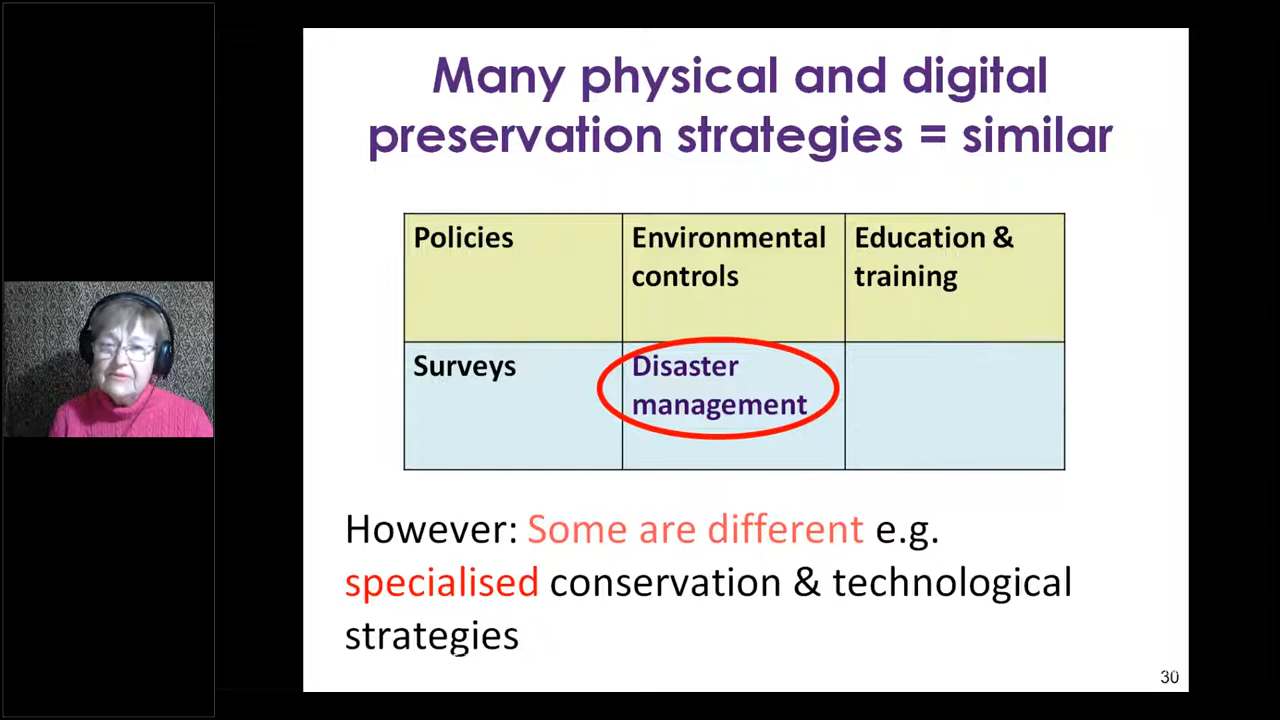 Many physical and digital
preservation strategies = similar
Policies
Environmental
controls
Education &
training
Surveys
Disaster
management
However: Some are different e.g.
specialised conservation & technological
strategies
30